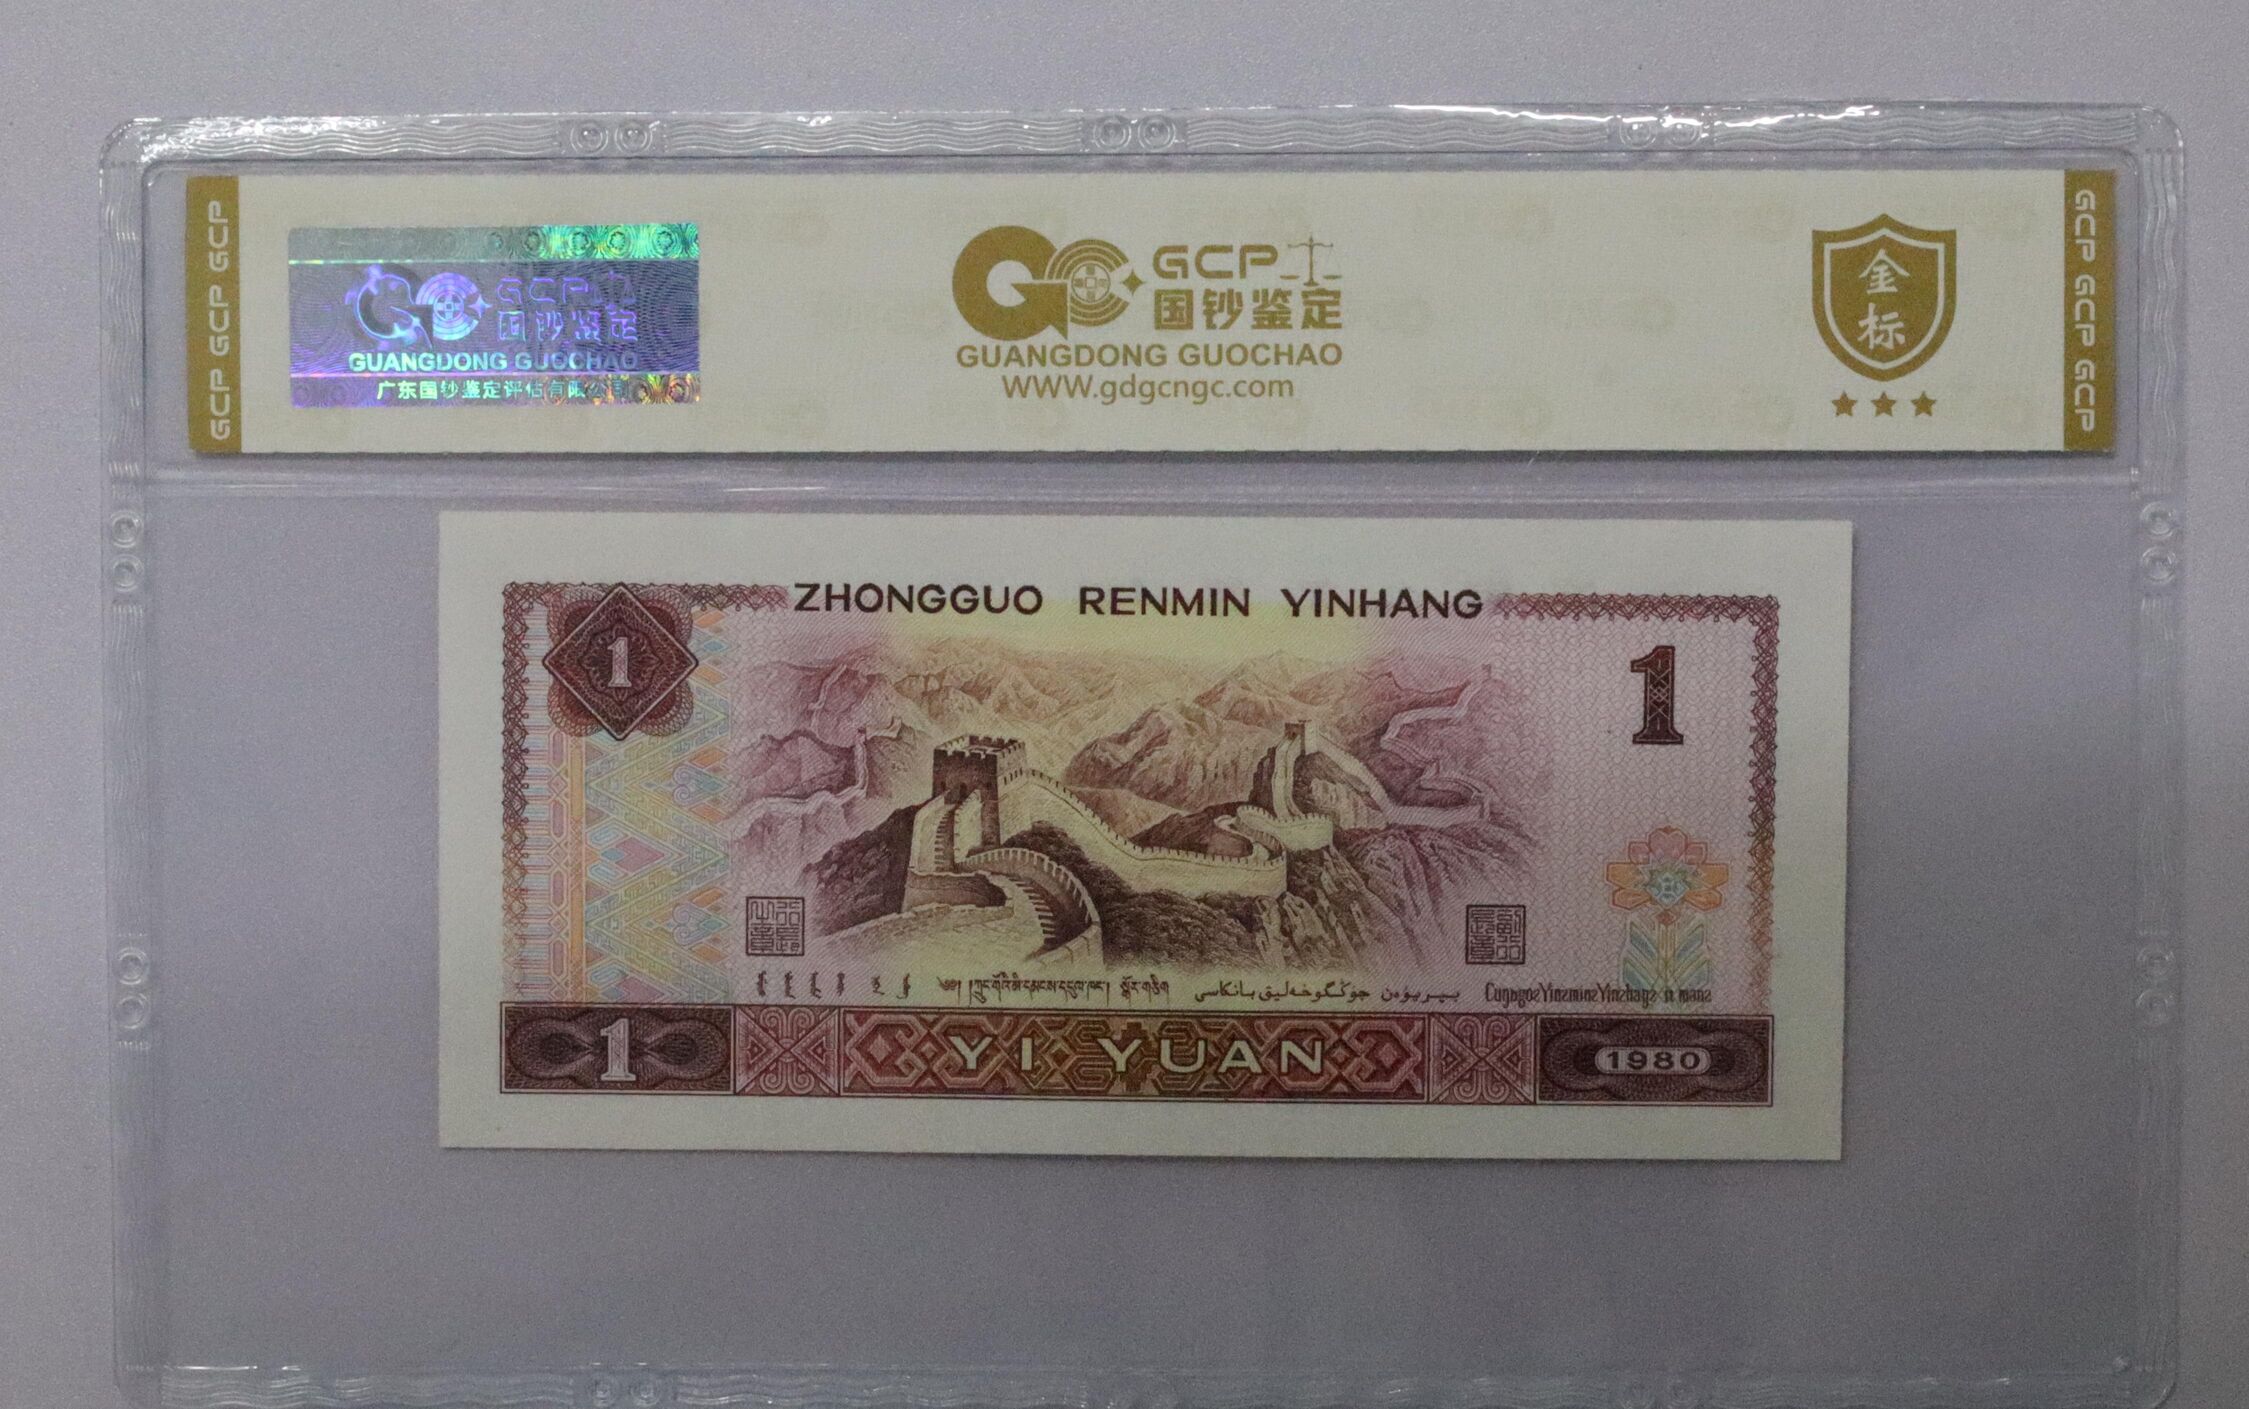 GCP GCP GCP
GCP
国钞鉴定
GUANGDONG GUOCHAO
广东国钞鉴定评估有限公司
GCP
国钞鉴定
GUANGDONG GUOCHAO
WWW.gdgcngc.com
金标
GCP GCP GCP
ZHONGGUO RENMIN YINHANG
1
1
1
YI YUAN
1980